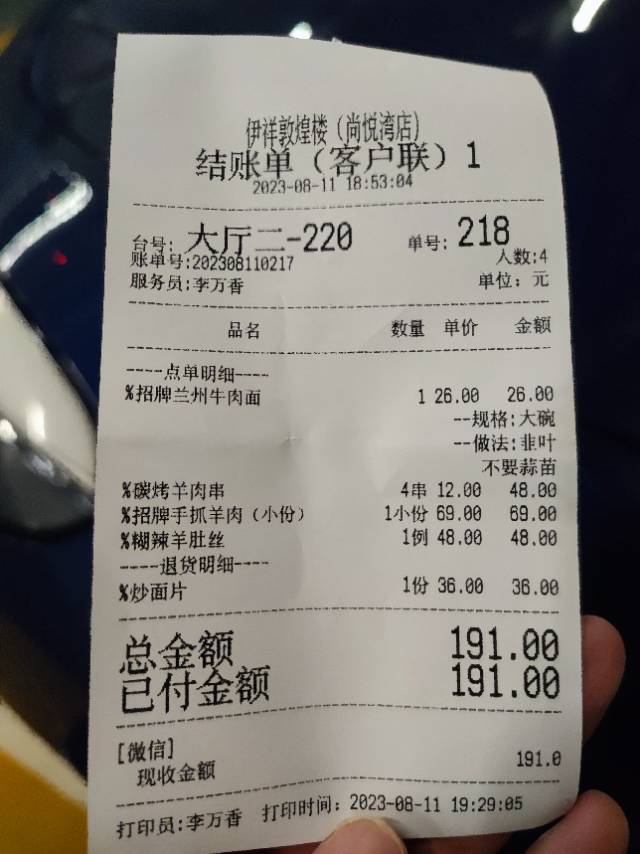 伊祥敦煌楼（尚悦湾店）
结账单（客户联）1
2023-08-11 18:53:04
台号: 大厅二-220 单号: 218
账单号:202308110217 人数:4
服务员:李万香 单位: 元
品名 数量 单价 金额
----点单明细----
%招牌兰州牛肉面 1 26.00 26.00
--规格:大碗
--做法:韭叶
不要蒜苗
%碳烤羊肉串 4串 12.00 48.00
%招牌手抓羊肉（小份） 1小份 69.00 69.00
%糊辣羊肚丝 1例 48.00 48.00
----退货明细----
%炒面片 1份 36.00 36.00
总金额 191.00
已付金额 191.00
[微信]
现收金额 191.0
打印员:李万香 打印时间: 2023-08-11 19:29:05